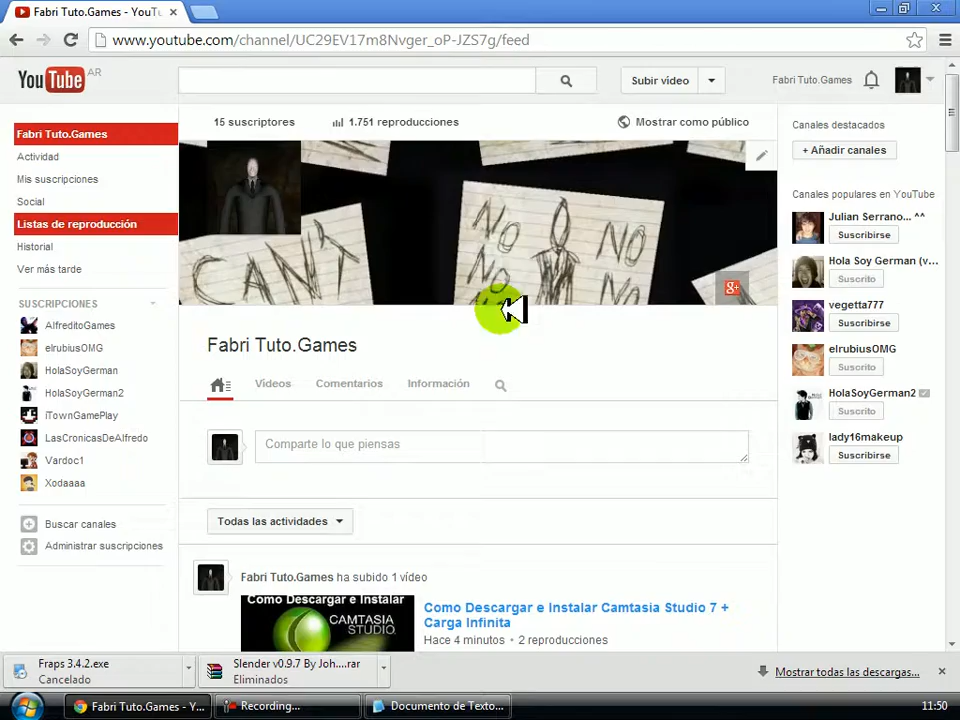 Fabri Tuto.Games - YouTu
www.youtube.com/channel/UC29EV17m8Nvger_oP-JZS7g/feed
YouTube AR
Subir vídeo
Fabri Tuto.Games
Fabri Tuto.Games
Actividad
Mis suscripciones
Social
Listas de reproducción
Historial
Ver más tarde
SUSCRIPCIONES
AlfreditoGames
elrubiusOMG
HolaSoyGerman
HolaSoyGerman2
iTownGamePlay
LasCronicasDeAlfredo
Vardoc1
Xodaaaa
Buscar canales
Administrar suscripciones
15 suscriptores
1.751 reproducciones
Mostrar como público
CAN'T
NO NO
NO
NO NO
g+
Fabri Tuto.Games
Vídeos
Comentarios
Información
Comparte lo que piensas
Todas las actividades
Fabri Tuto.Games ha subido 1 vídeo
Como Descargar e Instalar
CAMTASIA
STUDIO
Como Descargar e Instalar Camtasia Studio 7 +
Carga Infinita
Hace 4 minutos • 2 reproducciones
Canales destacados
+ Añadir canales
Canales populares en YouTube
Julian Serrano... ^^
Suscribirse
Hola Soy German (v...
Suscrito
vegetta777
Suscribirse
elrubiusOMG
Suscrito
HolaSoyGerman2
Suscrito
lady16makeup
Suscribirse
Fraps 3.4.2.exe
Cancelado
Slender v0.9.7 By Joh....rar
Eliminados
Mostrar todas las descargas...
Fabri Tuto.Games - Y...
Recording...
Documento de Texto...
11:50